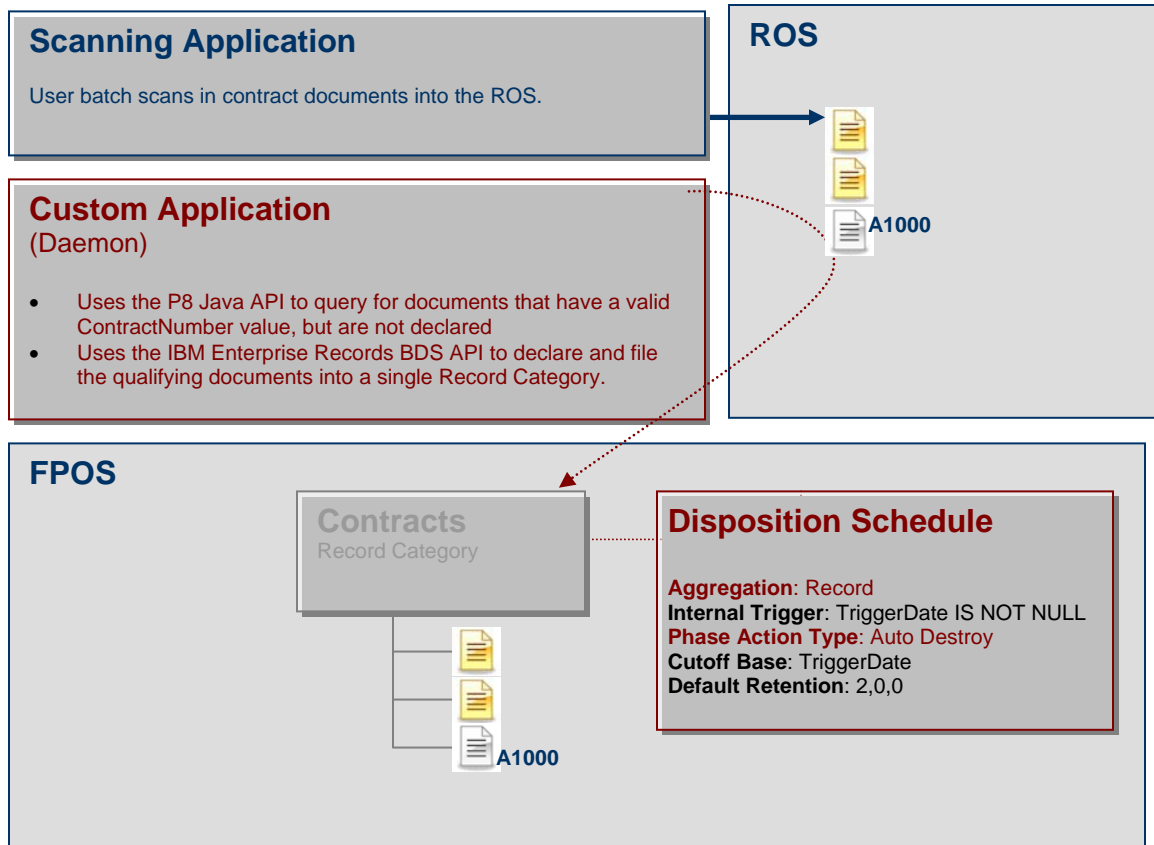 Scanning Application
User batch scans in contract documents into the ROS.
ROS
A1000
Custom Application
(Daemon)
• Uses the P8 Java API to query for documents that have a valid
ContractNumber value, but are not declared
• Uses the IBM Enterprise Records BDS API to declare and file
the qualifying documents into a single Record Category.
FPOS
Contracts
Record Category
A1000
Disposition Schedule
Aggregation: Record
Internal Trigger: TriggerDate IS NOT NULL
Phase Action Type: Auto Destroy
Cutoff Base: TriggerDate
Default Retention: 2,0,0